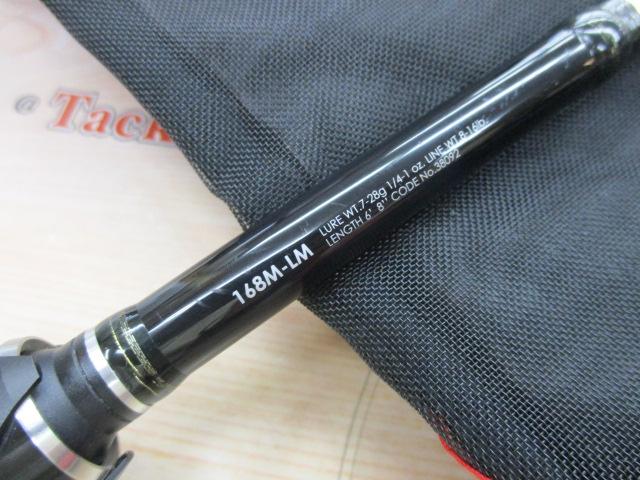 @ Tack
168M-LM
LURE WT.7-28g 1/4-1 oz. LINE WT.8-16lb.
LENGTH 6' 8" CODE No.38092